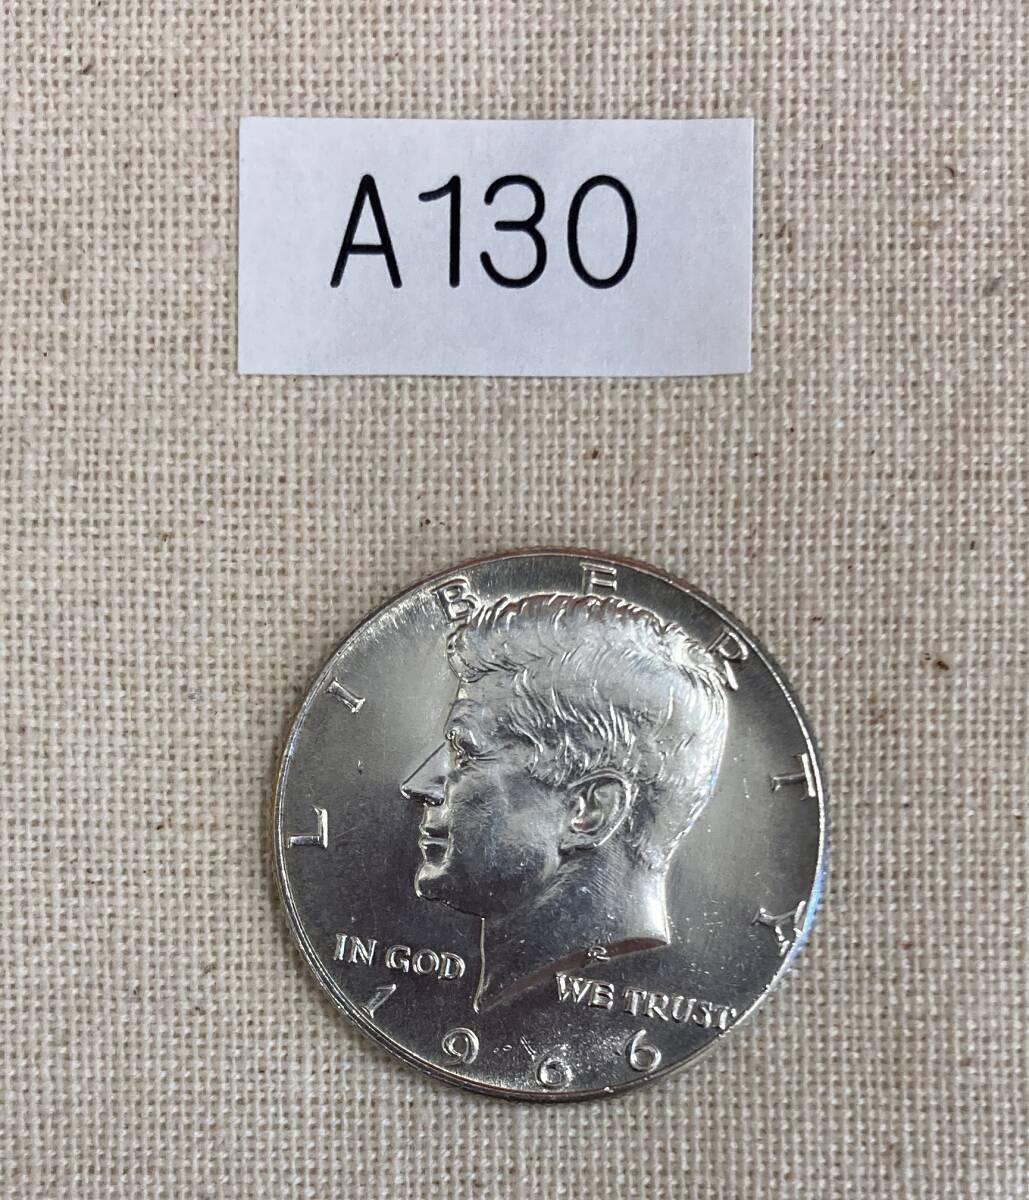 A130
LIBERTY
IN GOD WE TRUST
1966